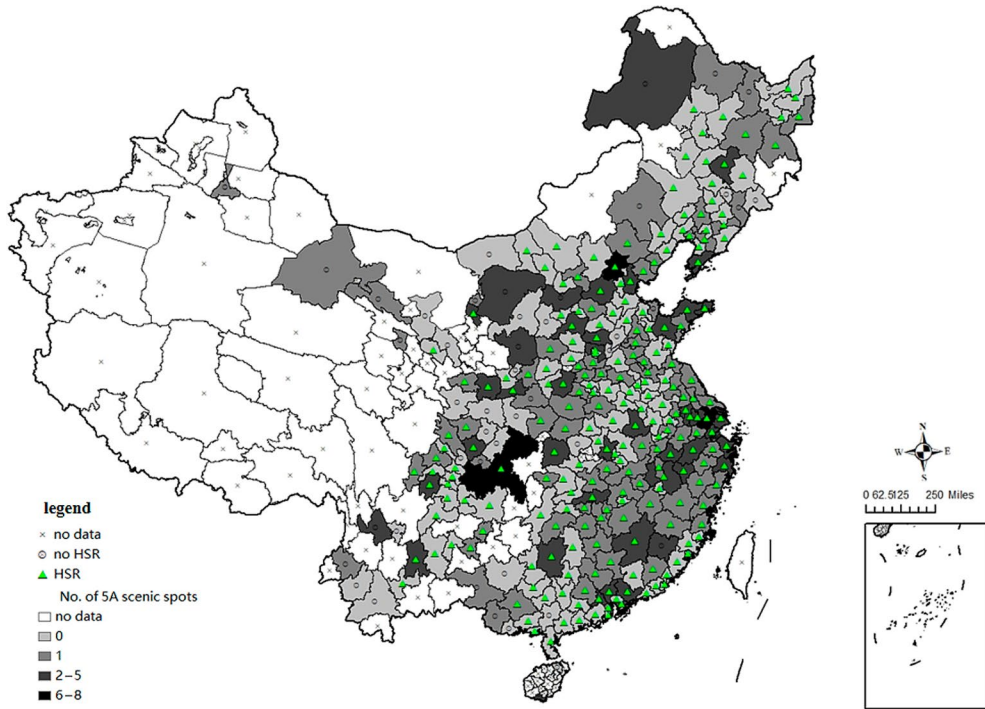 N
W E
S
0 62.5125 250 Miles
legend
no data
no HSR
HSR
No. of 5A scenic spots
no data
0
1
2–5
6–8